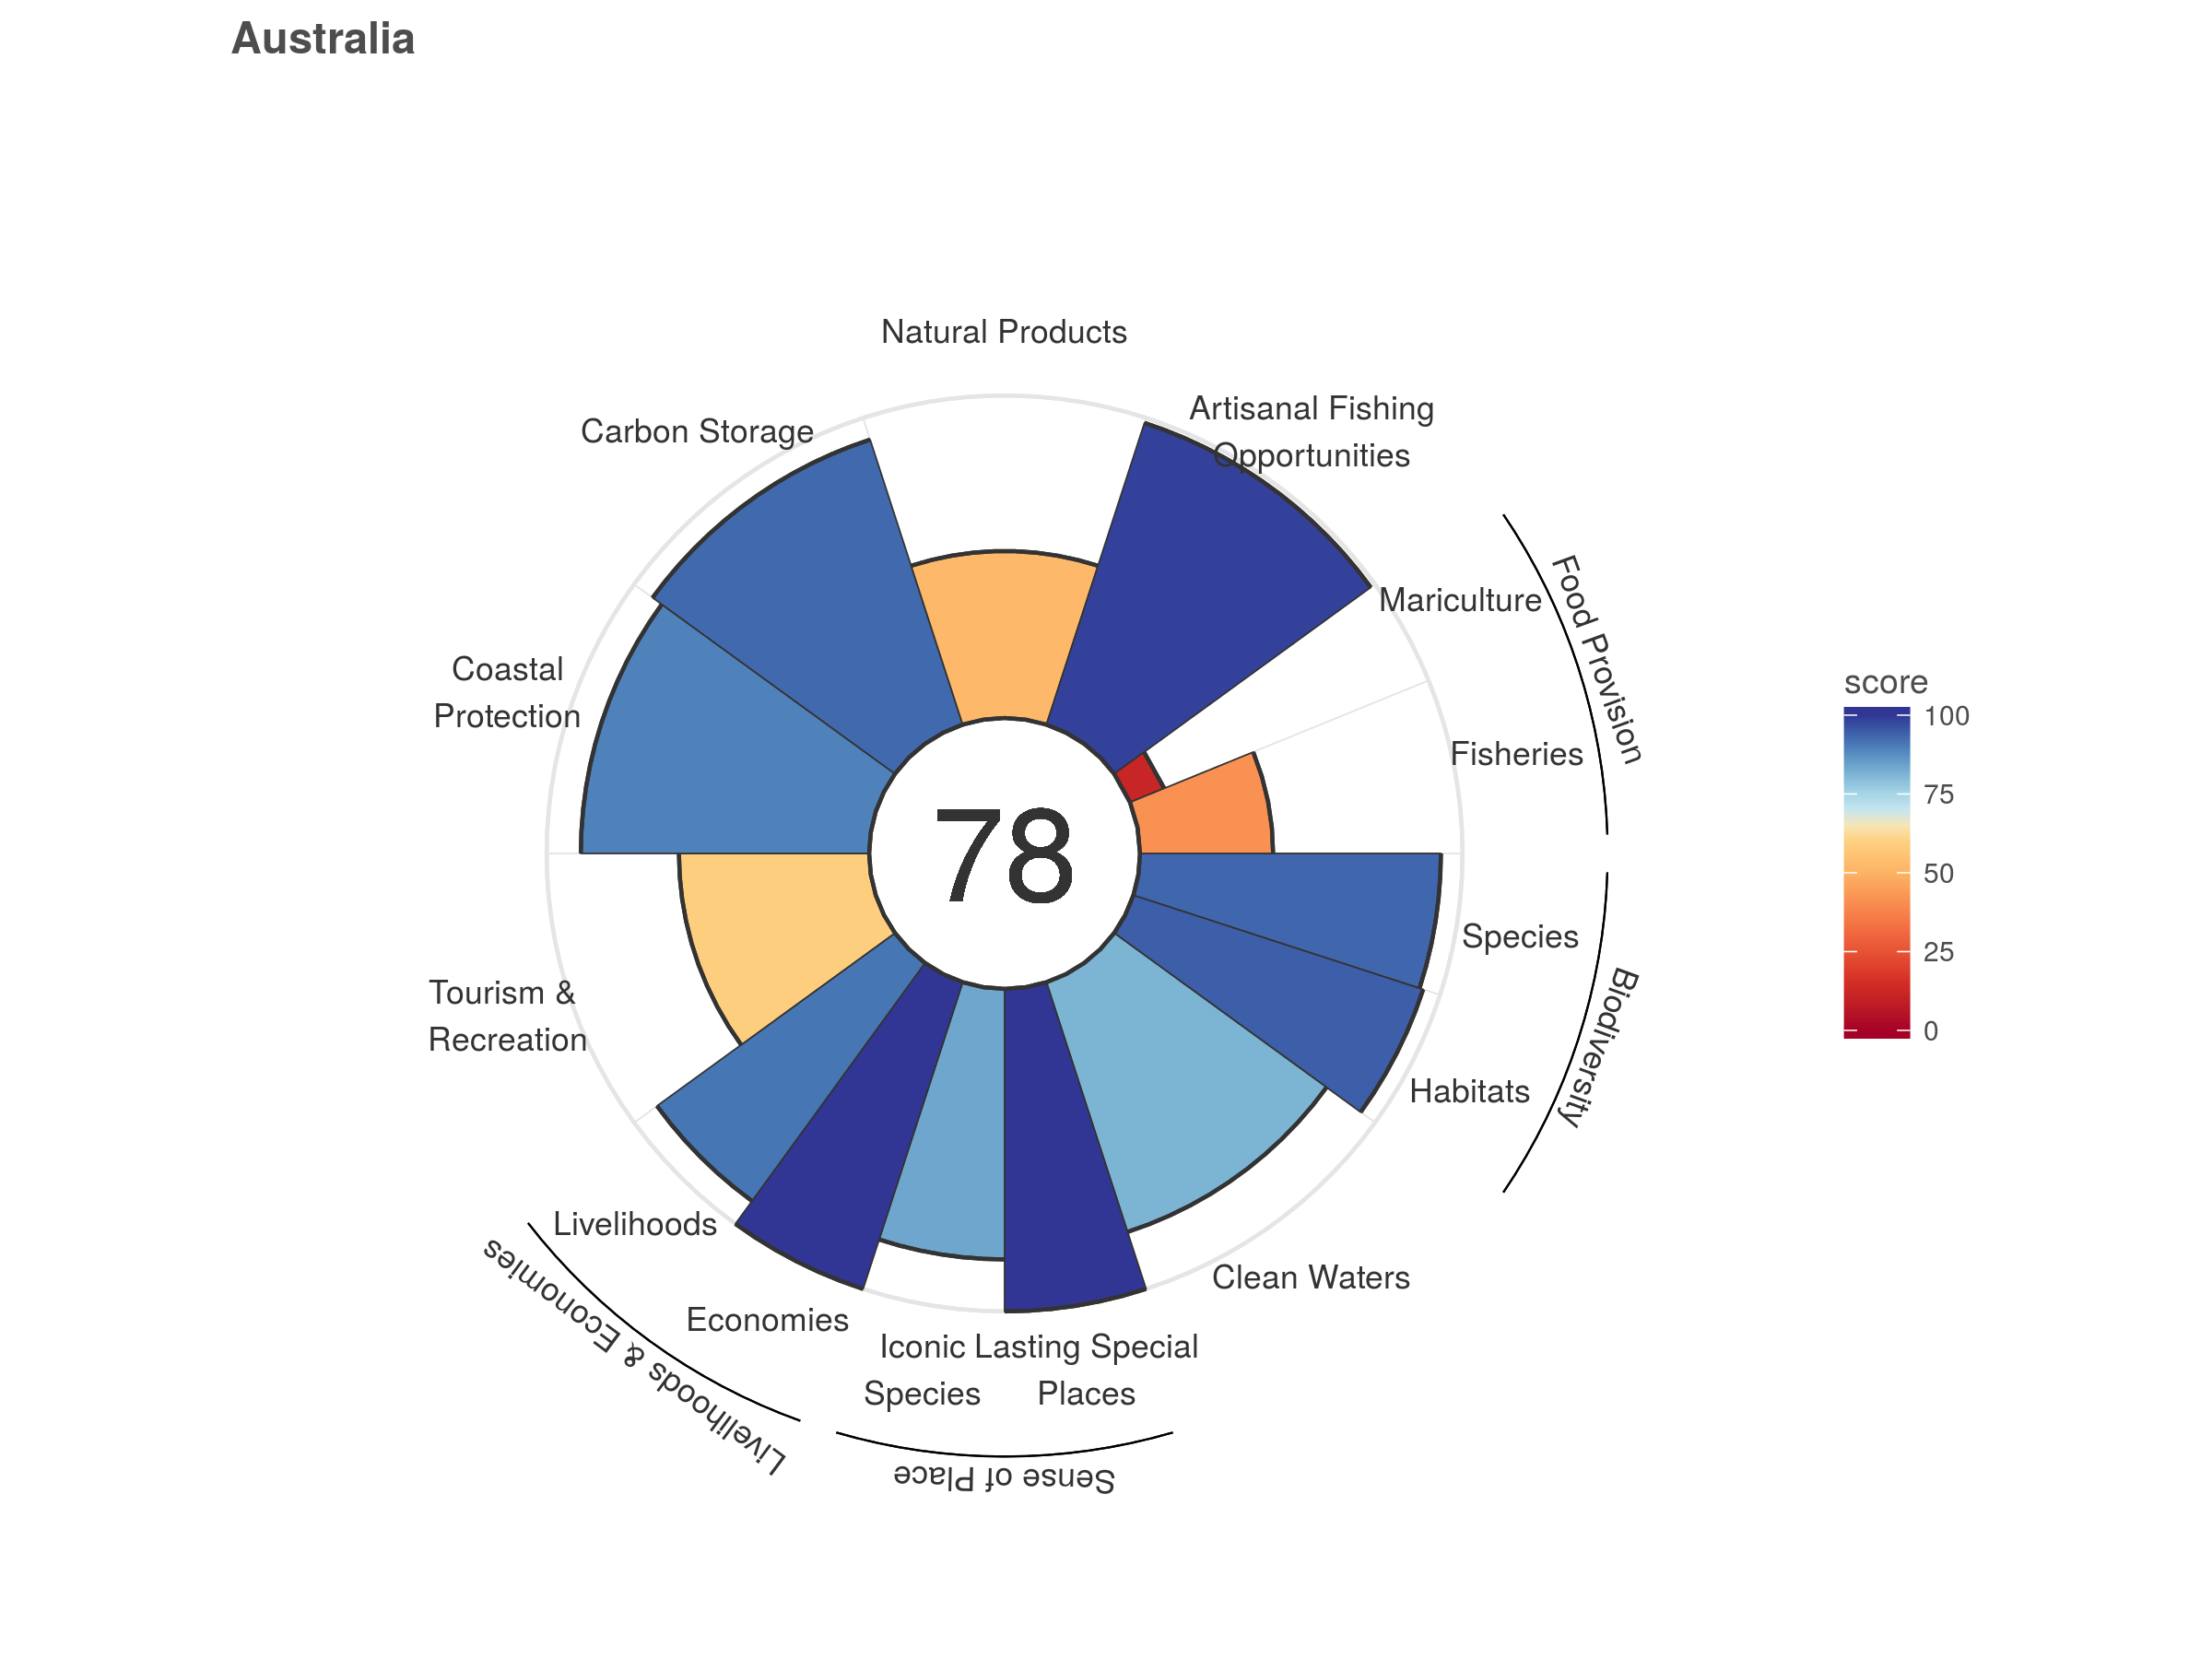 Australia
Natural Products
Artisanal Fishing
Opportunities
Carbon Storage
Mariculture
Food Provision
Coastal
Protection
Fisheries
score
100
75
50
25
0
78
Species
Biodiversity
Habitats
Tourism &
Recreation
Livelihoods
Livelihoods & Economies
Economies
Clean Waters
Iconic
Species
Lasting Special
Places
Sense of Place